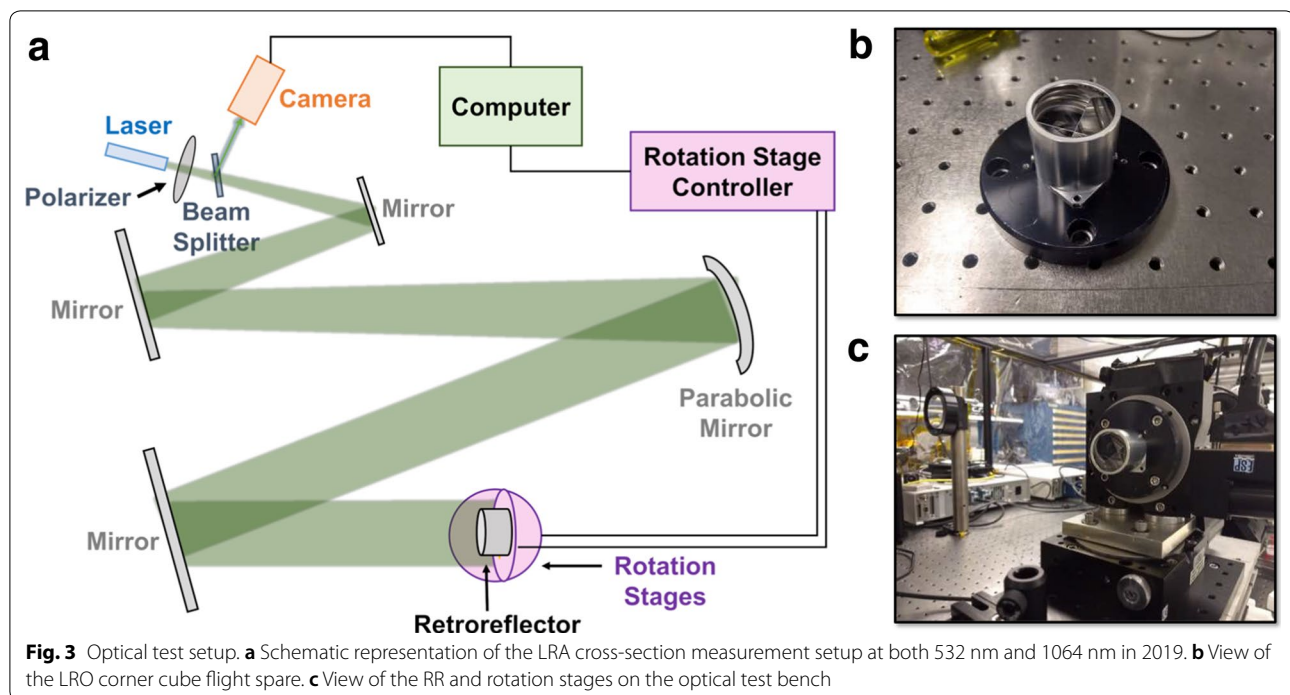 a
Laser
Camera
Computer
Rotation Stage
Controller
Polarizer
Beam
Splitter
Mirror
Mirror
Parabolic
Mirror
Mirror
Rotation
Stages
Retroreflector
b
c
ESP
Fig. 3 Optical test setup. a Schematic representation of the LRA cross-section measurement setup at both 532 nm and 1064 nm in 2019. b View of
the LRO corner cube flight spare. c View of the RR and rotation stages on the optical test bench